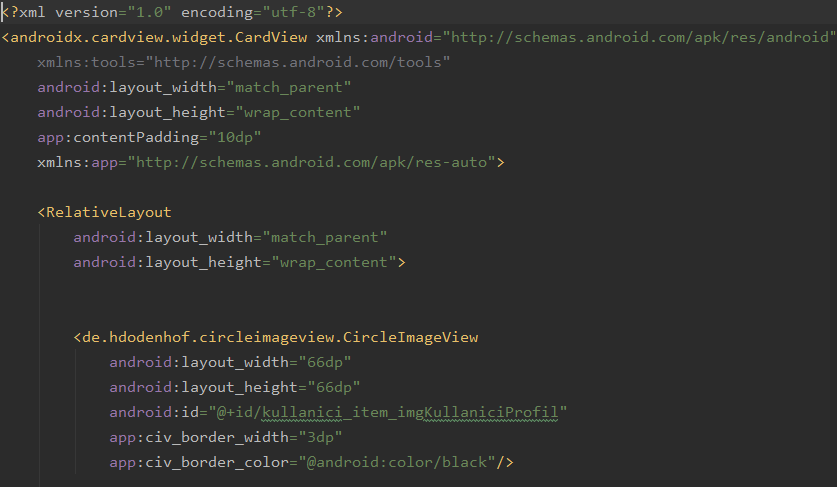 <?xml version="1.0" encoding="utf-8"?>
<androidx.cardview.widget.CardView xmlns:android="http://schemas.android.com/apk/res/android"
    xmlns:tools="http://schemas.android.com/tools"
    android:layout_width="match_parent"
    android:layout_height="wrap_content"
    app:contentPadding="10dp"
    xmlns:app="http://schemas.android.com/apk/res-auto">
    <RelativeLayout
        android:layout_width="match_parent"
        android:layout_height="wrap_content">
        <de.hdodenhof.circleimageview.CircleImageView
            android:layout_width="66dp"
            android:layout_height="66dp"
            android:id="@+id/kullanici_item_imgKullaniciProfil"
            app:civ_border_width="3dp"
            app:civ_border_color="@android:color/black"/>